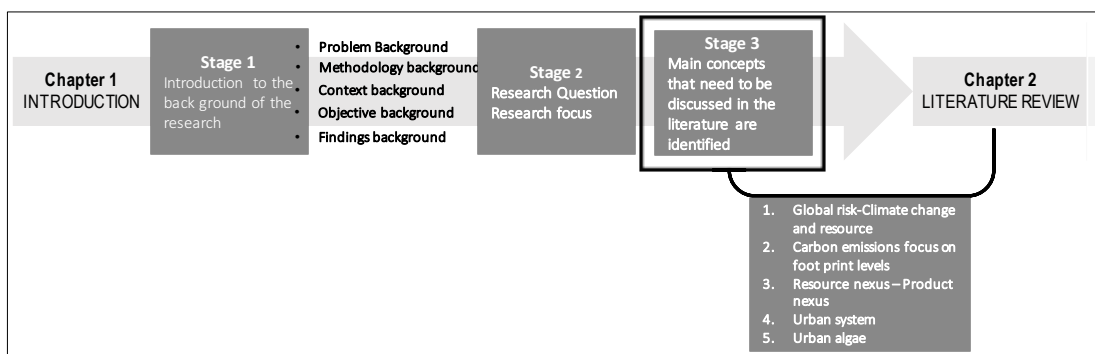 Chapter 1
INTRODUCTION
Stage 1
Introduction to the
back ground of the
research
• Problem Background
• Methodology background
• Context background
• Objective background
• Findings background
Stage 2
Research Question
Research focus
Stage 3
Main concepts
that need to be
discussed in the
literature are
identified
Chapter 2
LITERATURE REVIEW
1. Global risk-Climate change
and resource
2. Carbon emissions focus on
foot print levels
3. Resource nexus – Product
nexus
4. Urban system
5. Urban algae